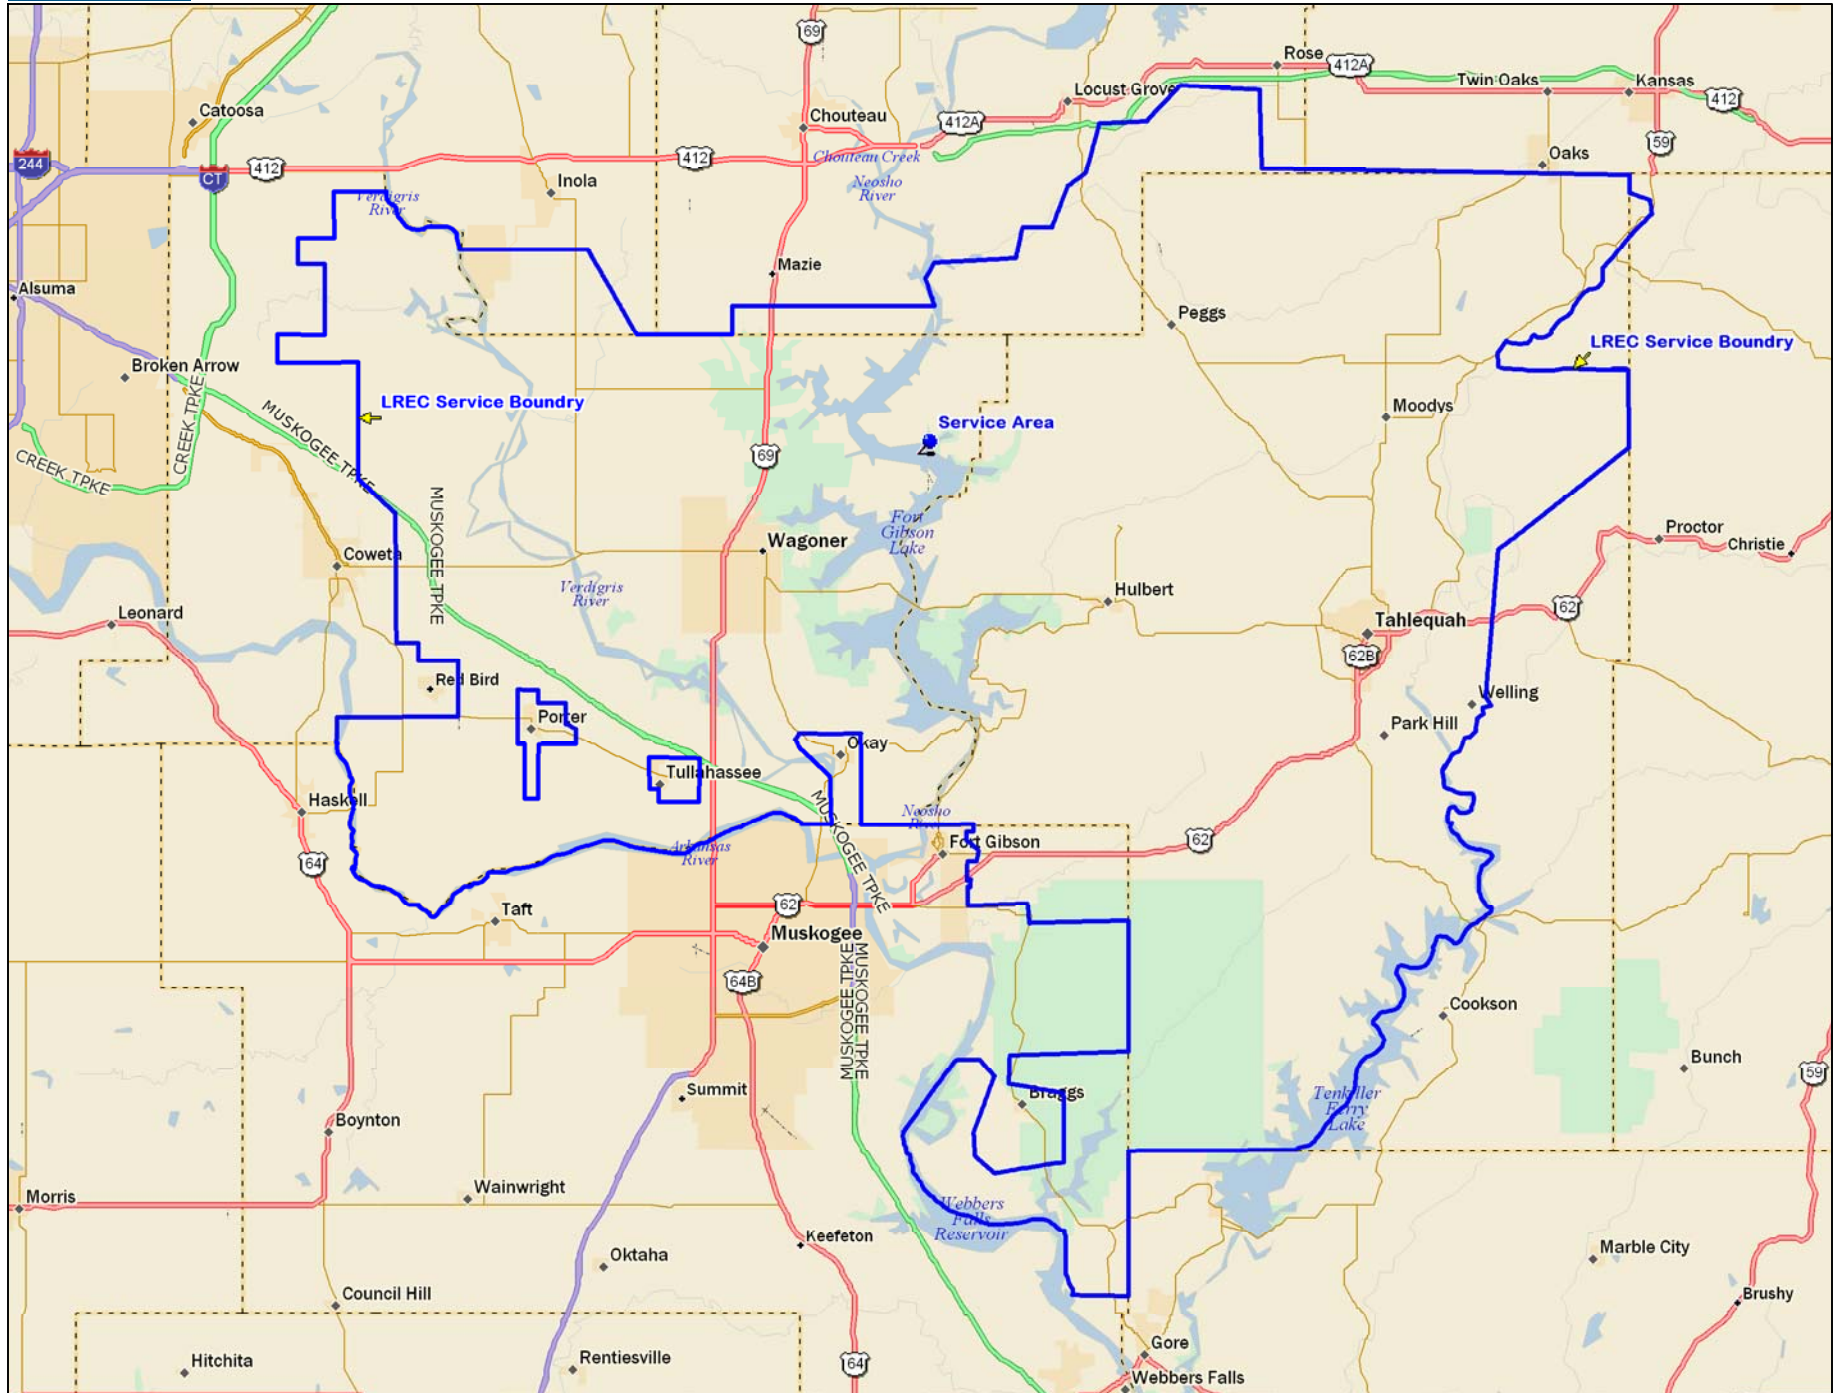 69
Rose
412A
Twin Oaks
Kansas
Locust Grove
412
Catoosa
Chouteau
412A
59
244
412
CT
412
Chouteau Creek
Oaks
Inola
Neosho
River
Verdigris
River
Mazie
Alsuma
Peggs
LREC Service Boundry
Broken Arrow
CREEK TPKE
LREC Service Boundry
MUSKOGEE TPKE
Moodys
Service Area
69
CREEK TPKE
MUSKOGEE TPKE
Fort
Gibson
Lake
Proctor
Christie
Wagoner
Coweta
Verdigris
River
Hulbert
62
Leonard
Tahlequah
62B
Red Bird
Welling
Porter
Park Hill
Okay
Tullahassee
Haskell
MUSKOGEE TPKE
Neosho
River
62
Fort Gibson
Arkansas
River
64
62
Taft
Muskogee
MUSKOGEE TPKE
MUSKOGEE TPKE
64B
Cookson
Bunch
59
Summit
Braggs
Tenkiller
Ferry
Lake
Boynton
Wainwright
Morris
Webbers
Falls
Reservoir
Keefeton
Marble City
Oktaha
Council Hill
Brushy
Gore
Hitchita
Rentiesville
64
Webbers Falls